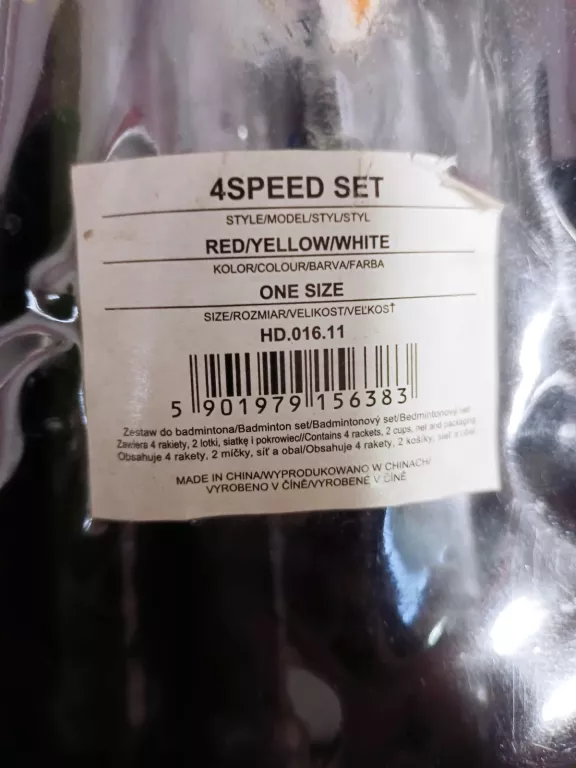 4SPEED SET
STYLE/MODEL/STYL/STYL
RED/YELLOW/WHITE
KOLOR/COLOUR/BARVA/FARBA
ONE SIZE
SIZE/ROZMIAR/VELIKOST/VEĽKOSŤ
HD.016.11
5 901979 156383
Zestaw do badmintona/Badminton set/Badmintonový set/Bedmintonový set
Zawiera 4 rakiety, 2 lotki, siatkę i pokrowiec//Contains 4 rackets, 2 cups, net and packaging
Obsahuje 4 rakety, 2 míčky, síť a obal/Obsahuje 4 rakety, 2 košíky, sieť a obal
MADE IN CHINA/WYPRODUKOWANO W CHINACH/
VYROBENO V ČÍNĚ/VYROBENÉ V ČÍNĚ